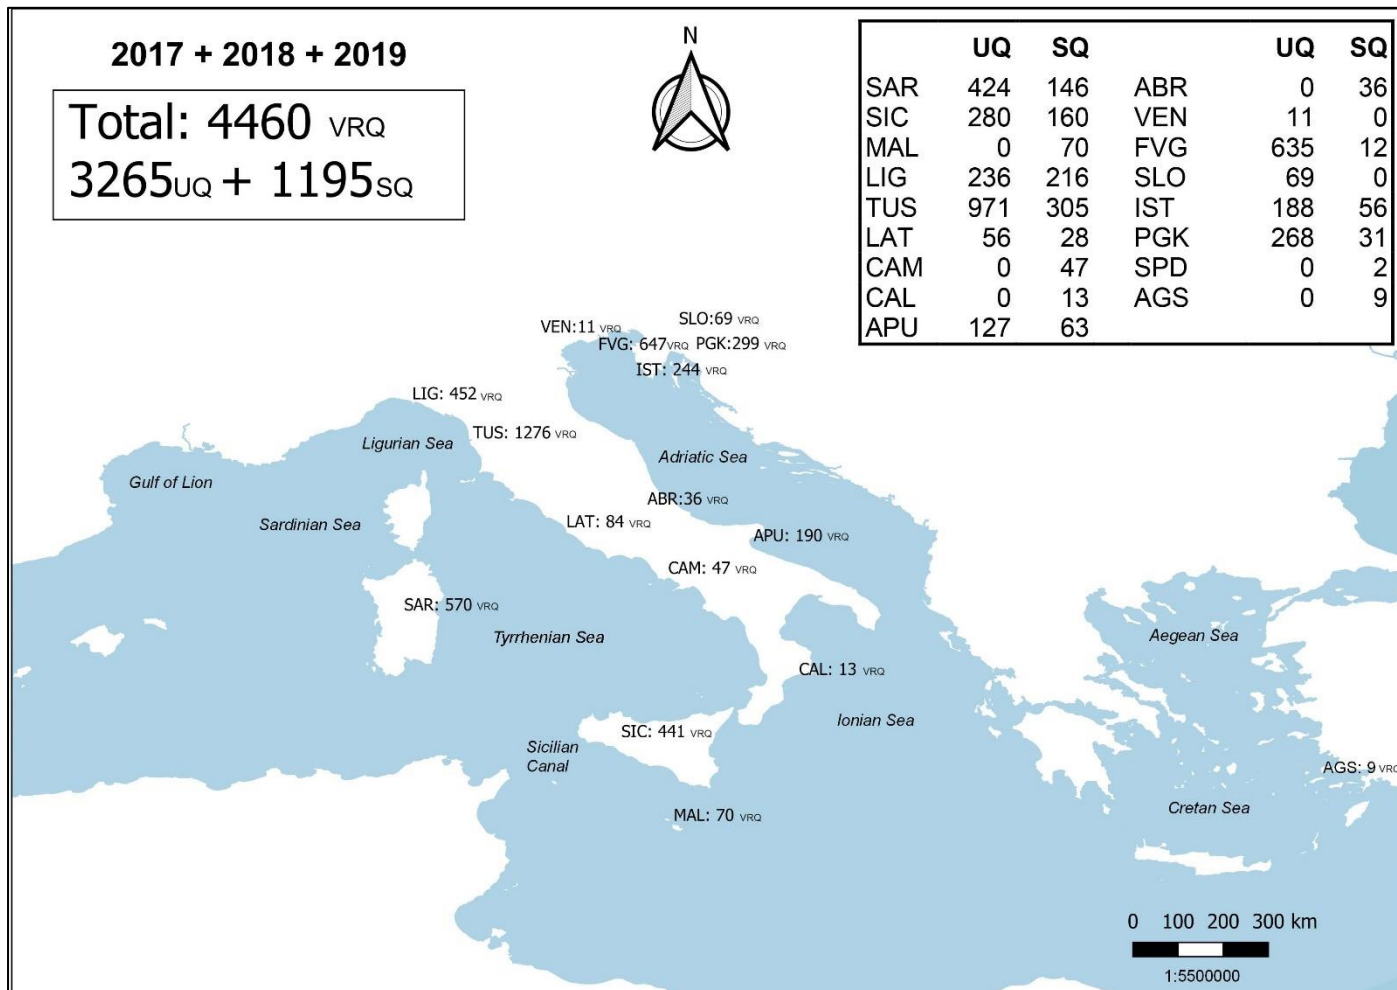 2017 + 2018 + 2019
Total: 4460 VRQ
3265UQ + 1195SQ
N
UQ SQ UQ SQ
SAR 424 146 ABR 0 36
SIC 280 160 VEN 11 0
MAL 0 70 FVG 635 12
LIG 236 216 SLO 69 0
TUS 971 305 IST 188 56
LAT 56 28 PGK 268 31
CAM 0 47 SPD 0 2
CAL 0 13 AGS 0 9
APU 127 63
SLO:69 VRQ
VEN:11 VRQ
FVG: 647VRQ PGK:299 VRQ
IST: 244 VRQ
LIG: 452 VRQ
TUS: 1276 VRQ
Ligurian Sea
Adriatic Sea
Gulf of Lion
ABR:36 VRQ
LAT: 84 VRQ
Sardinian Sea
APU: 190 VRQ
CAM: 47 VRQ
SAR: 570 VRQ
Tyrrhenian Sea
Aegean Sea
CAL: 13 VRQ
Ionian Sea
SIC: 441 VRQ
Sicilian
Canal
AGS: 9 VRQ
Cretan Sea
MAL: 70 VRQ
0 100 200 300 km
1:5500000